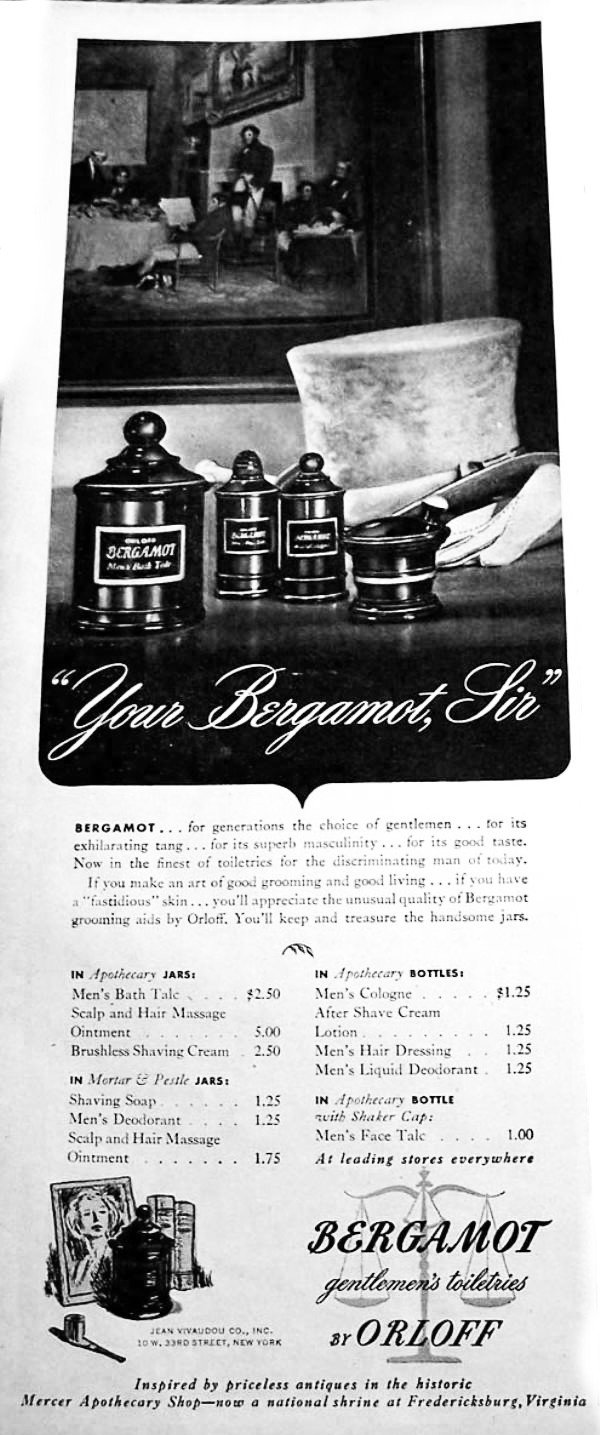 ORLOFF
BERGAMOT
Men's Bath Talc
BERGAMOT
BERGAMOT
"Your Bergamot, Sir"
BERGAMOT . . . for generations the choice of gentlemen . . . for its
exhilarating tang . . . for its superb masculinity . . . for its good taste.
Now in the finest of toiletries for the discriminating man of today.
If you make an art of good grooming and good living . . . if you have
a "fastidious" skin . . . you'll appreciate the unusual quality of Bergamot
grooming aids by Orloff. You'll keep and treasure the handsome jars.
IN Apothecary JARS:
Men's Bath Talc . . . . $2.50
Scalp and Hair Massage
Ointment . . . . . . . 5.00
Brushless Shaving Cream . 2.50
IN Mortar & Pestle JARS:
Shaving Soap . . . . . . 1.25
Men's Deodorant . . . . 1.25
Scalp and Hair Massage
Ointment . . . . . . . 1.75
IN Apothecary BOTTLES:
Men's Cologne . . . . . $1.25
After Shave Cream
Lotion . . . . . . . . . 1.25
Men's Hair Dressing . . 1.25
Men's Liquid Deodorant . 1.25
IN Apothecary BOTTLE
with Shaker Cap:
Men's Face Talc . . . . 1.00
At leading stores everywhere
JEAN VIVAUDOU CO., INC.
10 W. 33RD STREET, NEW YORK
BERGAMOT
gentlemen's toiletries
BY ORLOFF
Inspired by priceless antiques in the historic
Mercer Apothecary Shop—now a national shrine at Fredericksburg, Virginia